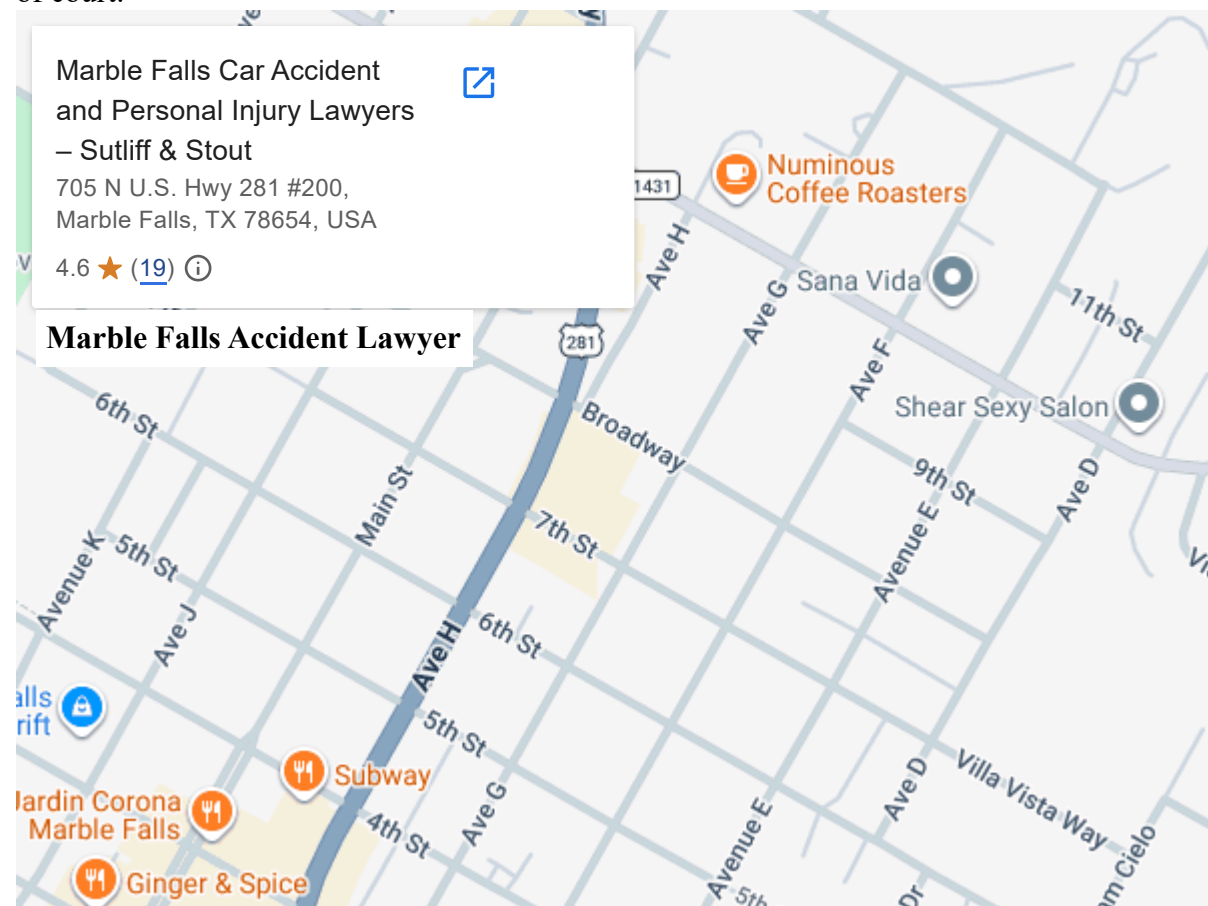 of court.
Marble Falls Car Accident
and Personal Injury Lawyers
– Sutliff & Stout
705 N U.S. Hwy 281 #200,
Marble Falls, TX 78654, USA
4.6 ★ (19)
Marble Falls Accident Lawyer
1431
Numinous
Coffee Roasters
Ave H
Sana Vida
Ave G
11th St
281
Ave F
Shear Sexy Salon
6th St
Broadway
9th St
Ave D
Main St
7th St
Avenue E
5th St
Avenue K
Ave J
6th St
Ave H
5th St
Subway
Villa Vista Way
Ave D
Jardin Corona
Marble Falls
4th St
Ave G
Avenue E
Ginger & Spice
5th
Dr